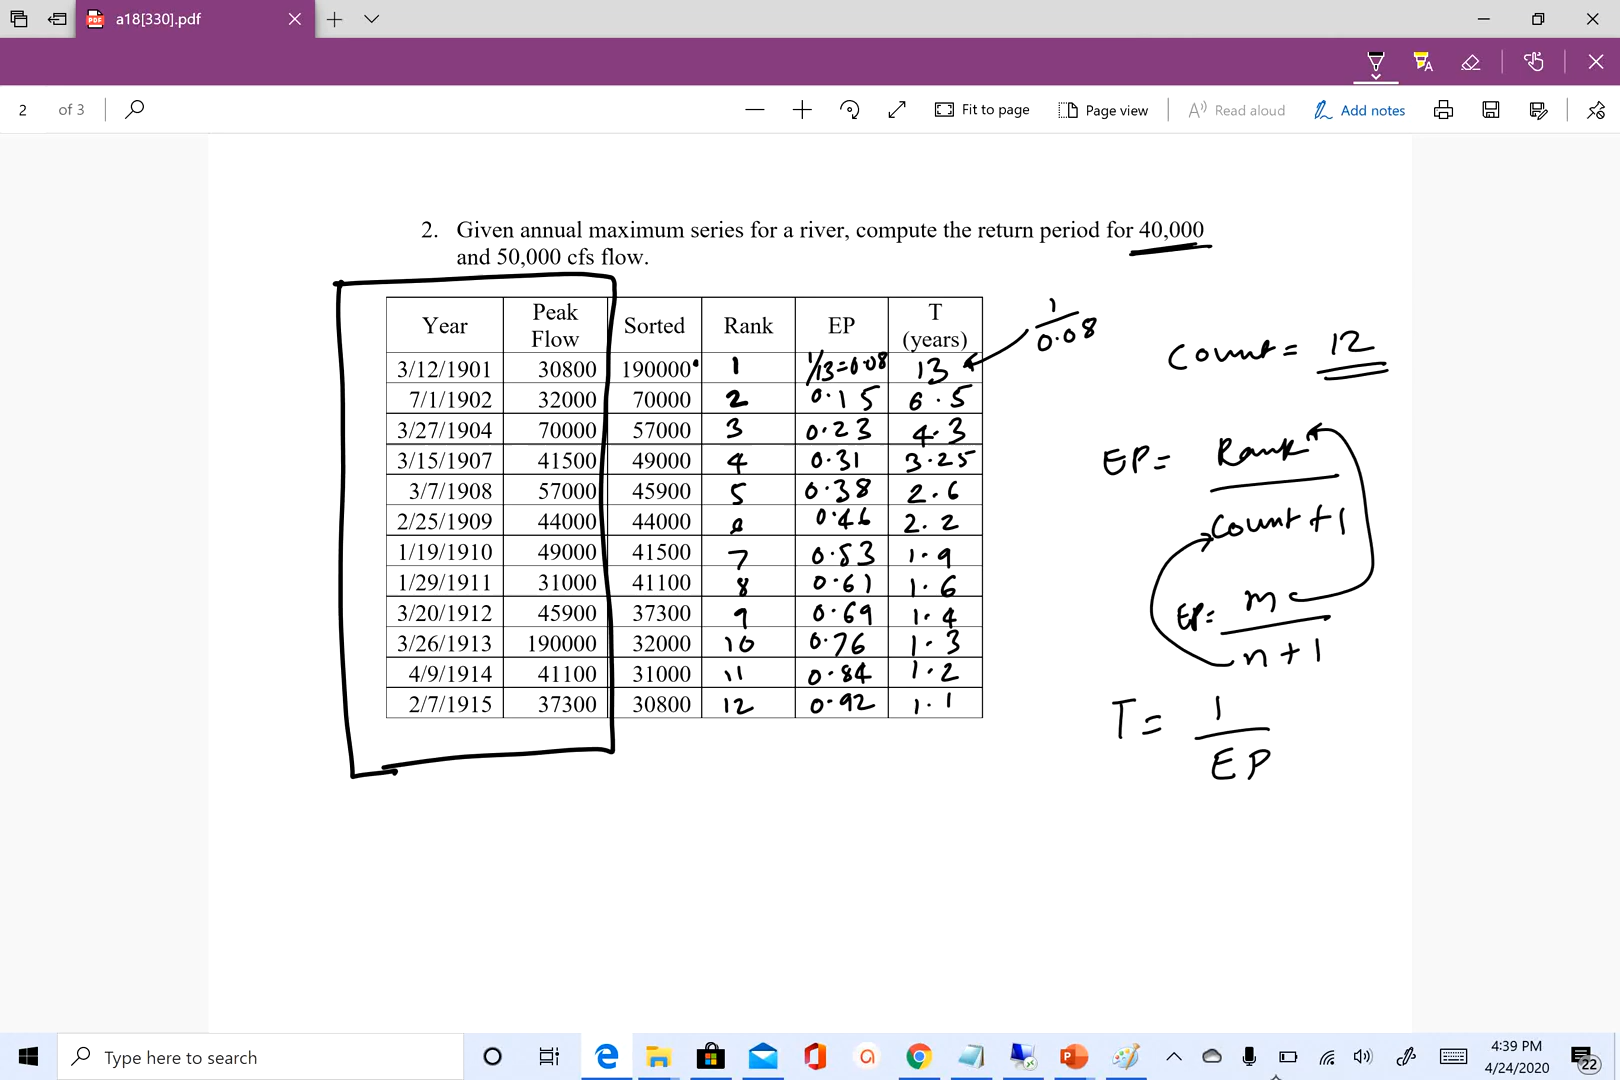 a18[330].pdf
2 of 3
Fit to page
Page view
Read aloud
Add notes
2. Given annual maximum series for a river, compute the return period for 40,000
and 50,000 cfs flow.
Year Peak Flow Sorted Rank EP T (years)
3/12/1901 30800 190000 1 1/13=0.08 13
7/1/1902 32000 70000 2 0.15 6.5
3/27/1904 70000 57000 3 0.23 4.3
3/15/1907 41500 49000 4 0.31 3.25
3/7/1908 57000 45900 5 0.38 2.6
2/25/1909 44000 44000 6 0.46 2.2
1/19/1910 49000 41500 7 0.53 1.9
1/29/1911 31000 41100 8 0.61 1.6
3/20/1912 45900 37300 9 0.69 1.4
3/26/1913 190000 32000 10 0.76 1.3
4/9/1914 41100 31000 11 0.84 1.2
2/7/1915 37300 30800 12 0.92 1.1
1
0.08
Count = 12
EP = Rank
Count + 1
EP = m
n + 1
T = 1
EP
Type here to search
4:39 PM
4/24/2020
22